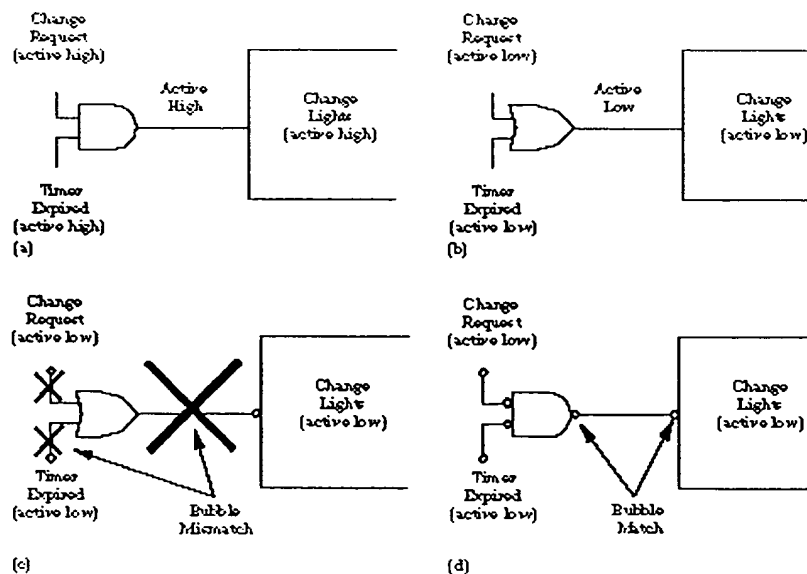 Change
Request
(active high)
Active
High
Change
Lights
(active high)
Timer
Expired
(active high)
(a)
Change
Request
(active low)
Active
Low
Change
Lights
(active low)
Timer
Expired
(active low)
(b)
Change
Request
(active low)
Change
Lights
(active low)
Timer
Expired
(active low)
Bubble
Mismatch
(c)
Change
Request
(active low)
Change
Lights
(active low)
Timer
Expired
(active low)
Bubble
Match
(d)